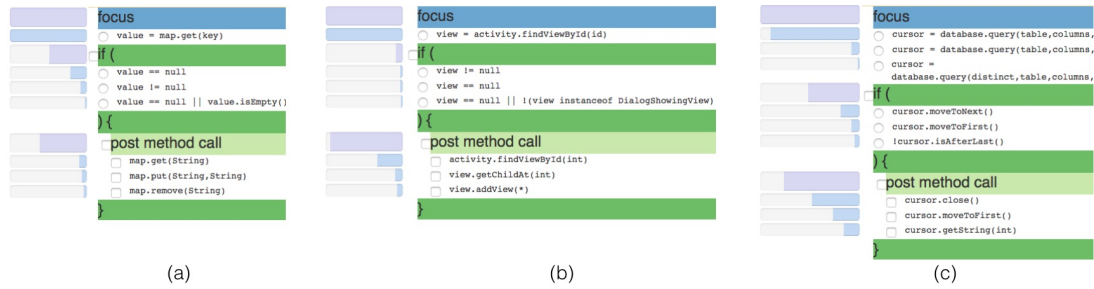 focus
value = map.get(key)
if (
value == null
value != null
value == null || value.isEmpty()
) {
post method call
map.get(String)
map.put(String,String)
map.remove(String)
}
(a)
focus
view = activity.findViewById(id)
if (
view != null
view == null
view == null || !(view instanceof DialogShowingView)
) {
post method call
activity.findViewById(int)
view.getChildAt(int)
view.addView(*)
}
(b)
focus
cursor = database.query(table,columns,
cursor = database.query(table,columns,
cursor =
database.query(distinct,table,columns,
if (
cursor.moveToNext()
cursor.moveToFirst()
!cursor.isAfterLast()
) {
post method call
cursor.close()
cursor.moveToFirst()
cursor.getString(int)
}
(c)